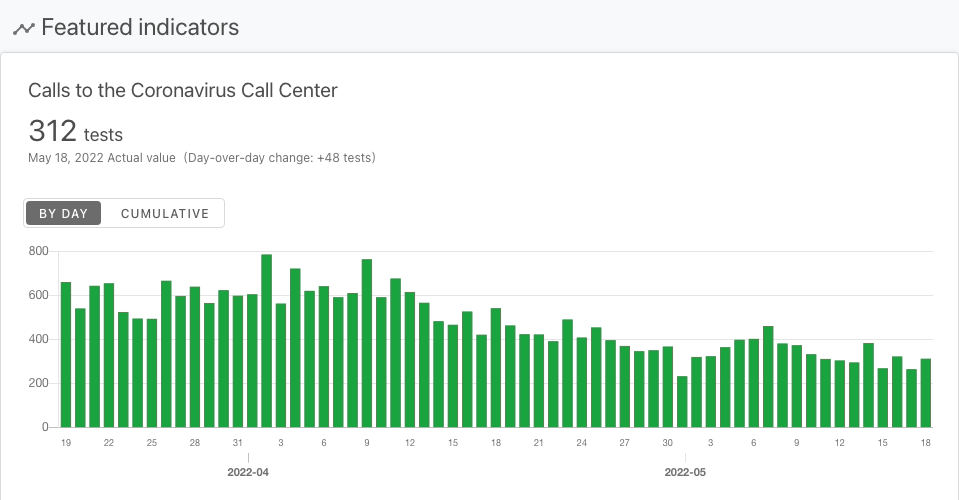 Featured indicators
Calls to the Coronavirus Call Center
312 tests
May 18, 2022 Actual value (Day-over-day change: +48 tests)
BY DAY CUMULATIVE
800
600
400
200
0
19 22 25 28 31 3 6 9 12 15 18 21 24 27 30 3 6 9 12 15 18
2022-04 2022-05